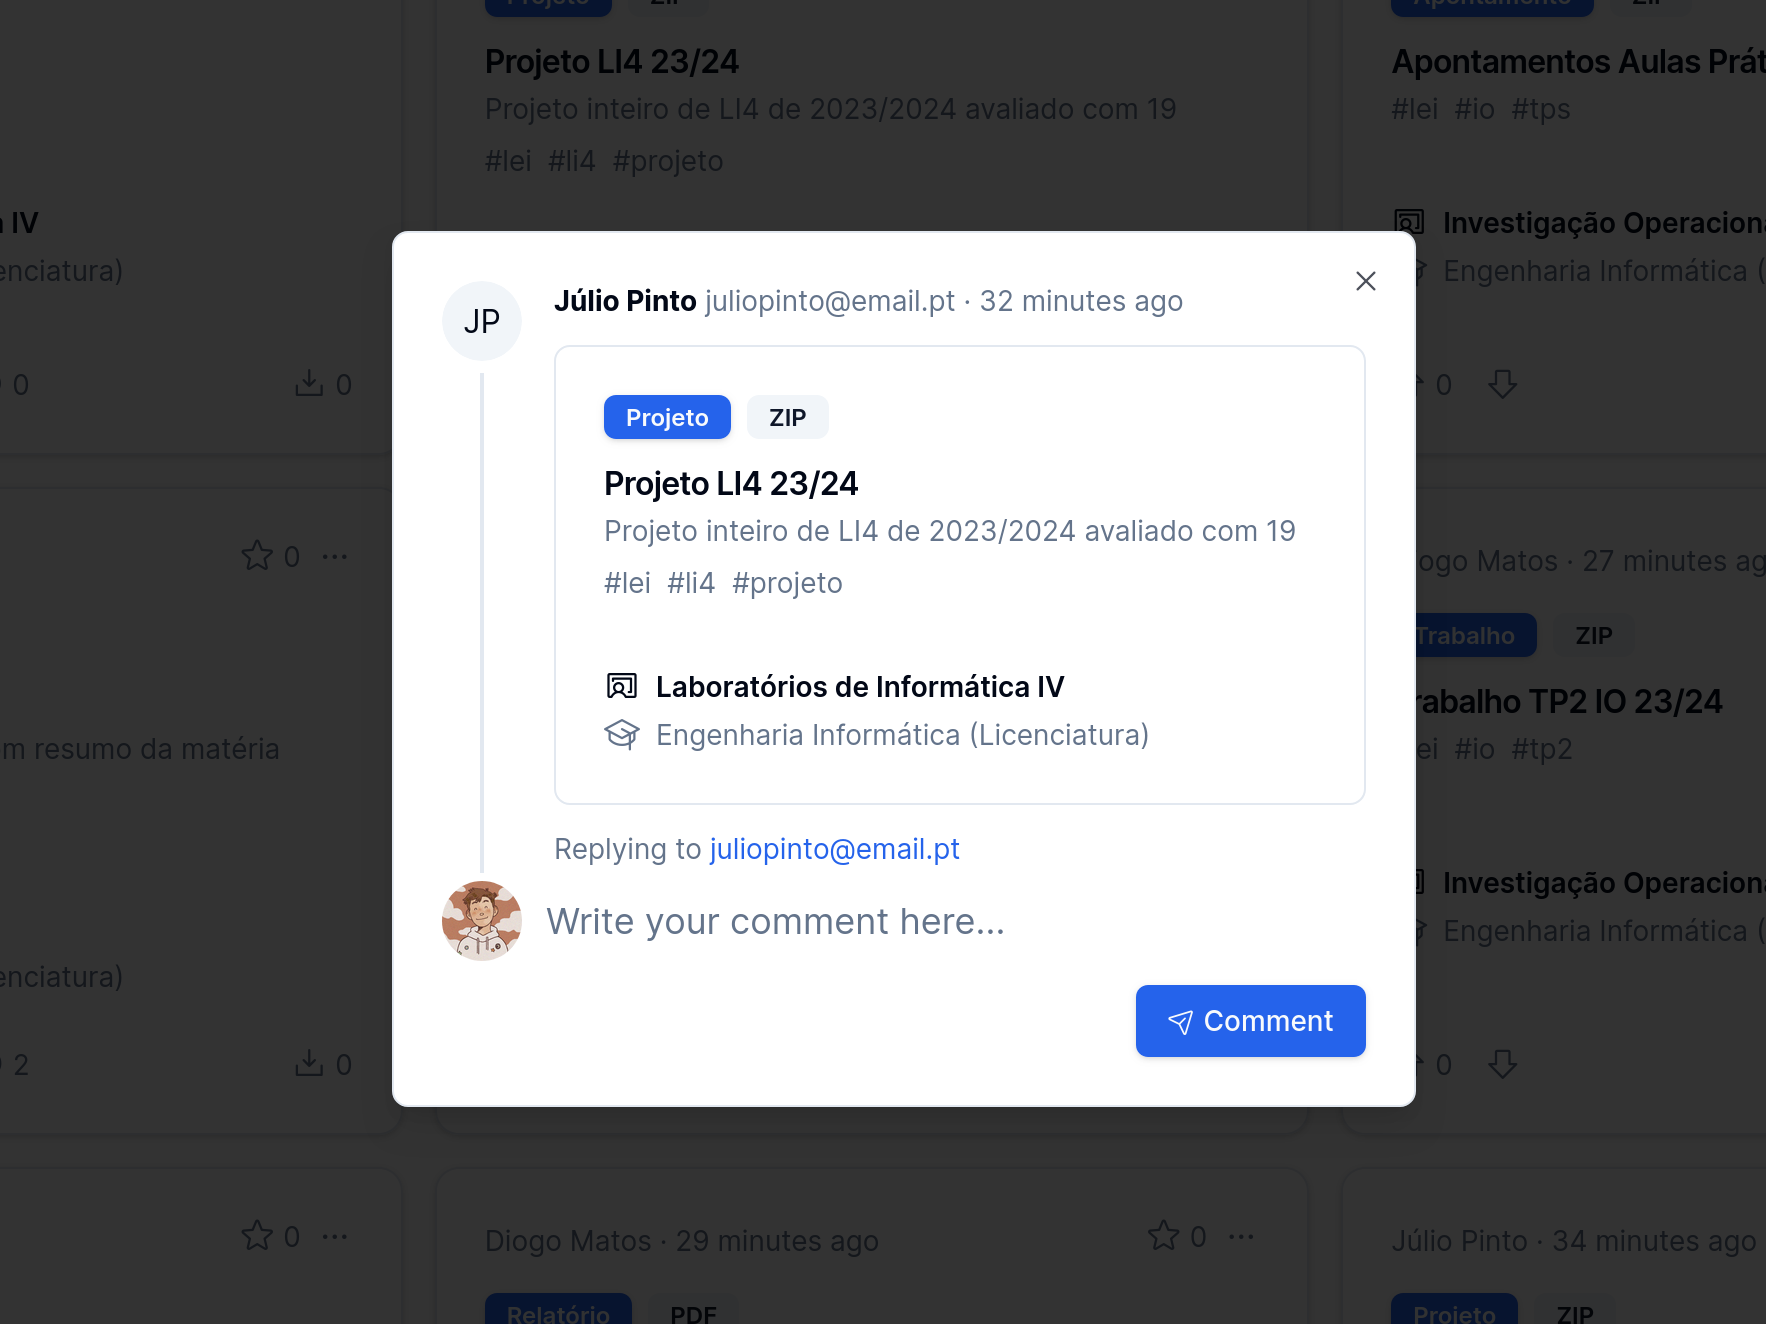 Projeto ZIP
Apontamento ZIP
Projeto LI4 23/24
Projeto inteiro de LI4 de 2023/2024 avaliado com 19
#lei #li4 #projeto
Apontamentos Aulas Prát
#lei #io #tps
IV
enciatura)
Investigação Operaciona
Engenharia Informática (
0
0
0
JP
Júlio Pinto juliopinto@email.pt · 32 minutes ago
Projeto ZIP
Projeto LI4 23/24
Projeto inteiro de LI4 de 2023/2024 avaliado com 19
#lei #li4 #projeto
Laboratórios de Informática IV
Engenharia Informática (Licenciatura)
Replying to juliopinto@email.pt
Write your comment here...
Comment
0
m resumo da matéria
enciatura)
2
0
ogo Matos · 27 minutes ag
Trabalho ZIP
rabalho TP2 IO 23/24
ei #io #tp2
Investigação Operaciona
Engenharia Informática (
0
0
Diogo Matos · 29 minutes ago
0
Relatório PDF
Júlio Pinto · 34 minutes ago
Projeto ZIP